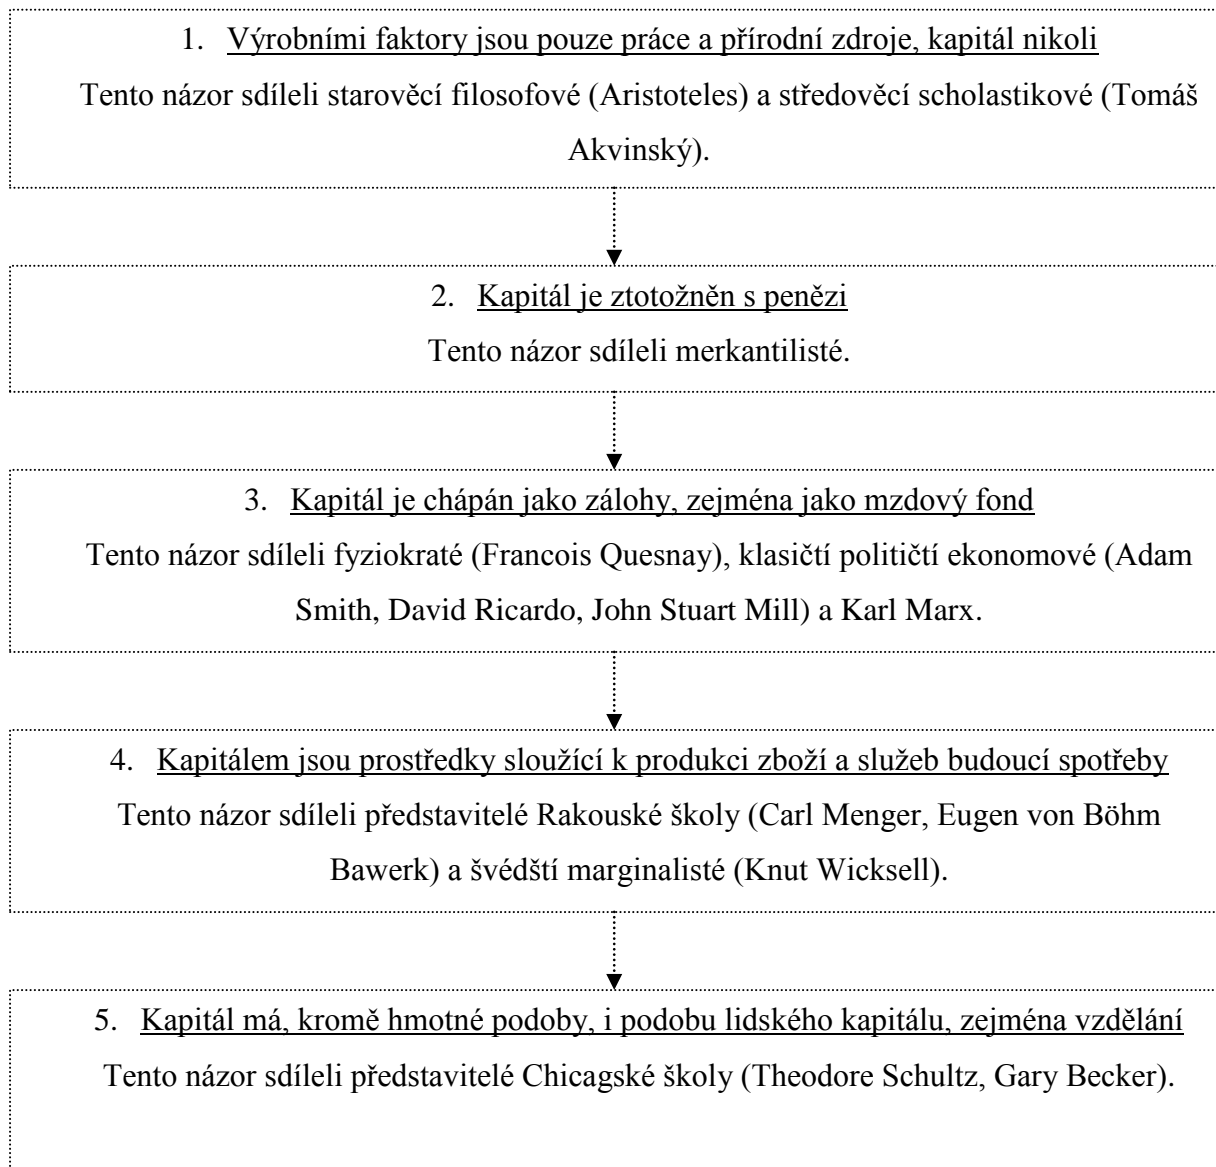 1. Výrobními faktory jsou pouze práce a přírodní zdroje, kapitál nikoli
Tento názor sdíleli starověcí filosofové (Aristoteles) a středověcí scholastikové (Tomáš
Akvinský).
2. Kapitál je ztotožněn s penězi
Tento názor sdíleli merkantilisté.
3. Kapitál je chápán jako zálohy, zejména jako mzdový fond
Tento názor sdíleli fyziokraté (Francois Quesnay), klasičtí političtí ekonomové (Adam
Smith, David Ricardo, John Stuart Mill) a Karl Marx.
4. Kapitálem jsou prostředky sloužící k produkci zboží a služeb budoucí spotřeby
Tento názor sdíleli představitelé Rakouské školy (Carl Menger, Eugen von Böhm
Bawerk) a švédští marginalisté (Knut Wicksell).
5. Kapitál má, kromě hmotné podoby, i podobu lidského kapitálu, zejména vzdělání
Tento názor sdíleli představitelé Chicagské školy (Theodore Schultz, Gary Becker).